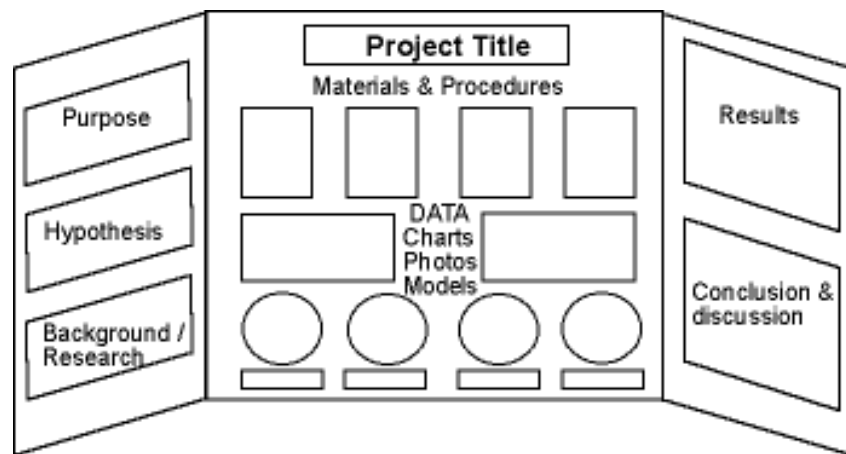 Project Title
Materials & Procedures
Purpose
Hypothesis
Background /
Research
DATA
Charts
Photos
Models
Results
Conclusion &
discussion